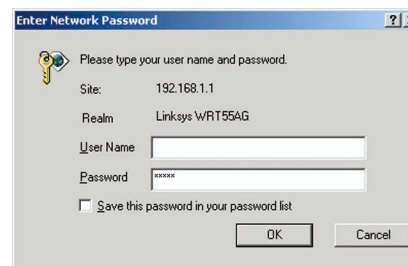 Enter Network Password
?
Please type your user name and password.
Site: 192.168.1.1
Realm Linksys WRT55AG
User Name
Password xxxxx
Save this password in your password list
OK Cancel